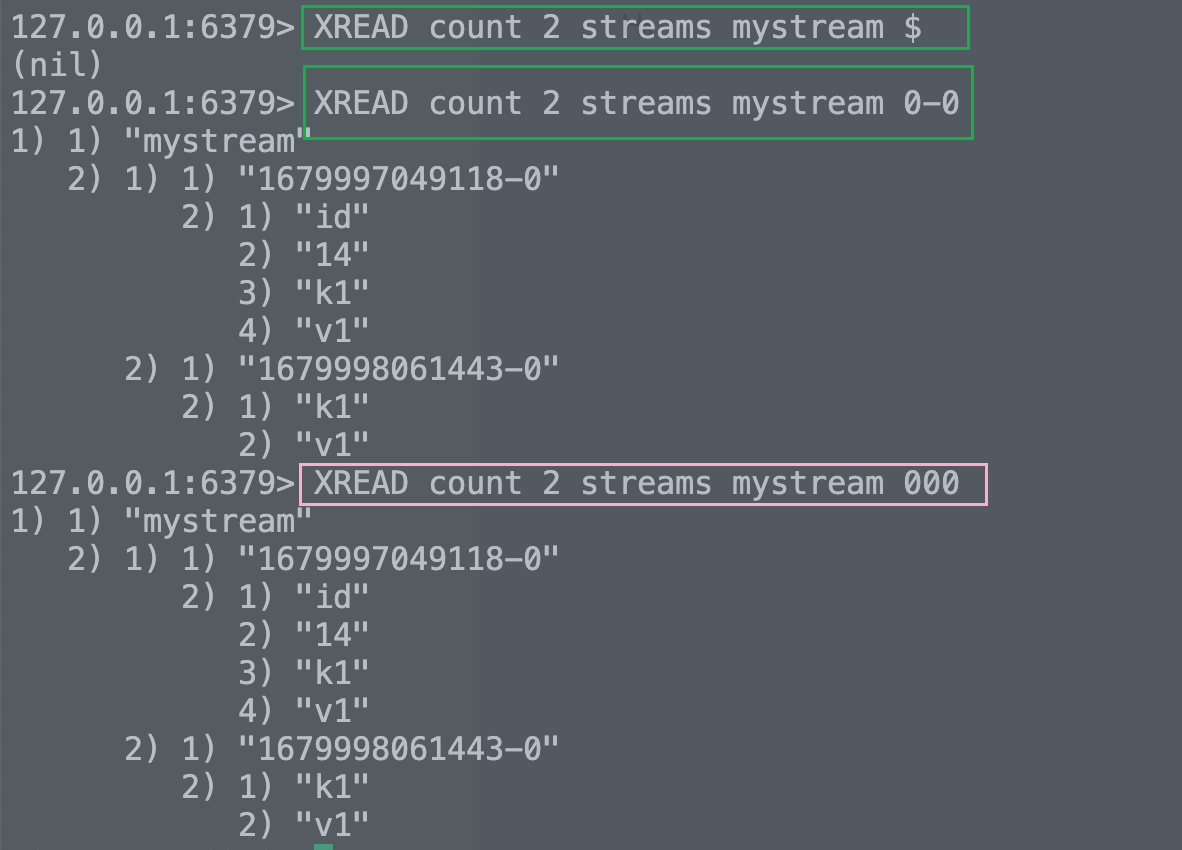 127.0.0.1:6379> XREAD count 2 streams mystream $
(nil)
127.0.0.1:6379> XREAD count 2 streams mystream 0-0
1) 1) "mystream"
   2) 1) 1) "1679997049118-0"
         2) 1) "id"
            2) "14"
            3) "k1"
            4) "v1"
      2) 1) "1679998061443-0"
         2) 1) "k1"
            2) "v1"
127.0.0.1:6379> XREAD count 2 streams mystream 000
1) 1) "mystream"
   2) 1) 1) "1679997049118-0"
         2) 1) "id"
            2) "14"
            3) "k1"
            4) "v1"
      2) 1) "1679998061443-0"
         2) 1) "k1"
            2) "v1"